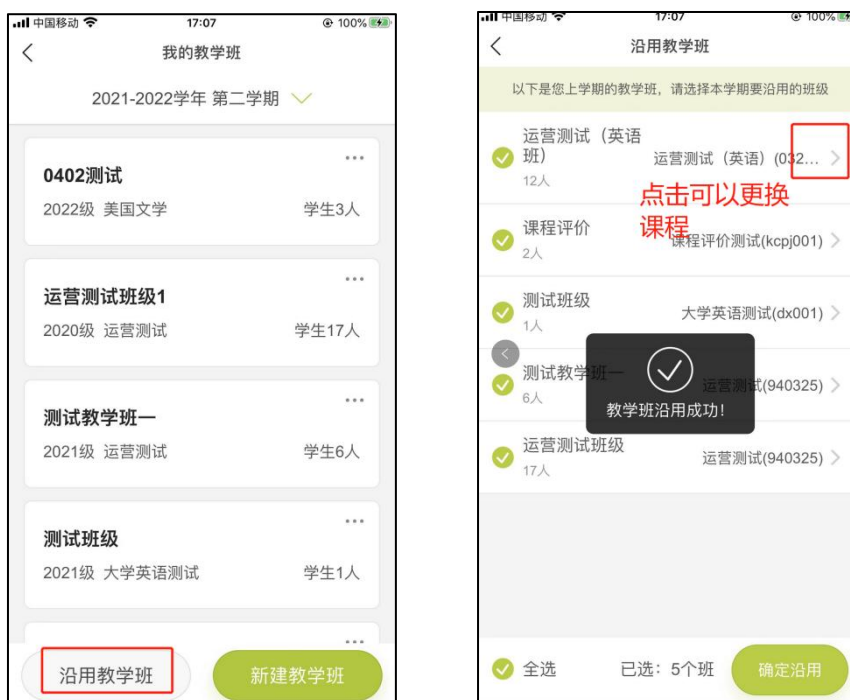 中国移动 17:07 100%
我的教学班
2021-2022学年 第二学期
0402测试
2022级 美国文学 学生3人
运营测试班级1
2020级 运营测试 学生17人
测试教学班一
2021级 运营测试 学生6人
测试班级
2021级 大学英语测试 学生1人
沿用教学班 新建教学班
中国移动 17:07 100%
沿用教学班
以下是您上学期的教学班，请选择本学期要沿用的班级
运营测试（英语
班） 运营测试（英语）(032...
12人
点击可以更换
课程
课程评价 课程评价测试(kcpj001)
2人
测试班级 大学英语测试(dx001)
1人
测试教学班一 运营测试(940325)
6人
教学班沿用成功!
运营测试班级 运营测试(940325)
17人
全选 已选：5个班 确定沿用